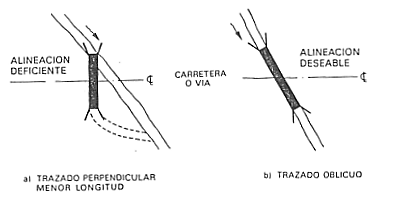 ALINEACION
DEFICIENTE
℄
a) TRAZADO PERPENDICULAR
MENOR LONGITUD
CARRETERA
O VIA
ALINEACION
DESEABLE
℄
b) TRAZADO OBLICUO